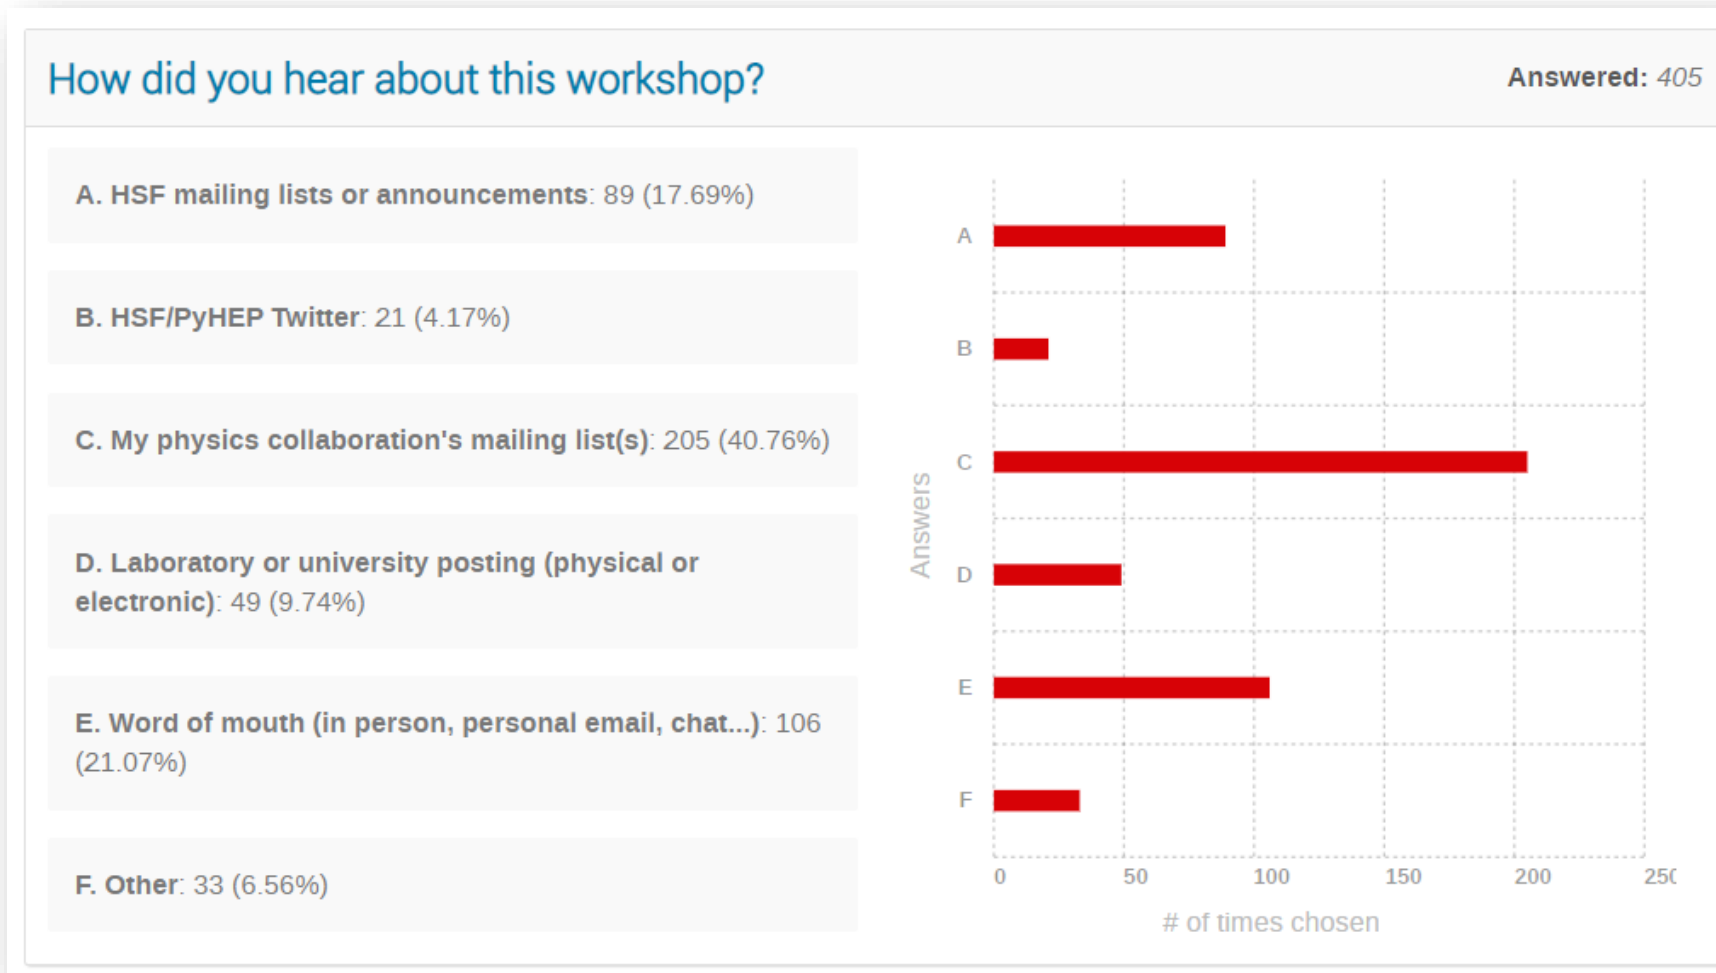 How did you hear about this workshop?
Answered: 405
A. HSF mailing lists or announcements: 89 (17.69%)
B. HSF/PyHEP Twitter: 21 (4.17%)
C. My physics collaboration's mailing list(s): 205 (40.76%)
D. Laboratory or university posting (physical or
electronic): 49 (9.74%)
E. Word of mouth (in person, personal email, chat...): 106
(21.07%)
F. Other: 33 (6.56%)
Answers
A
B
C
D
E
F
0 50 100 150 200 250
# of times chosen